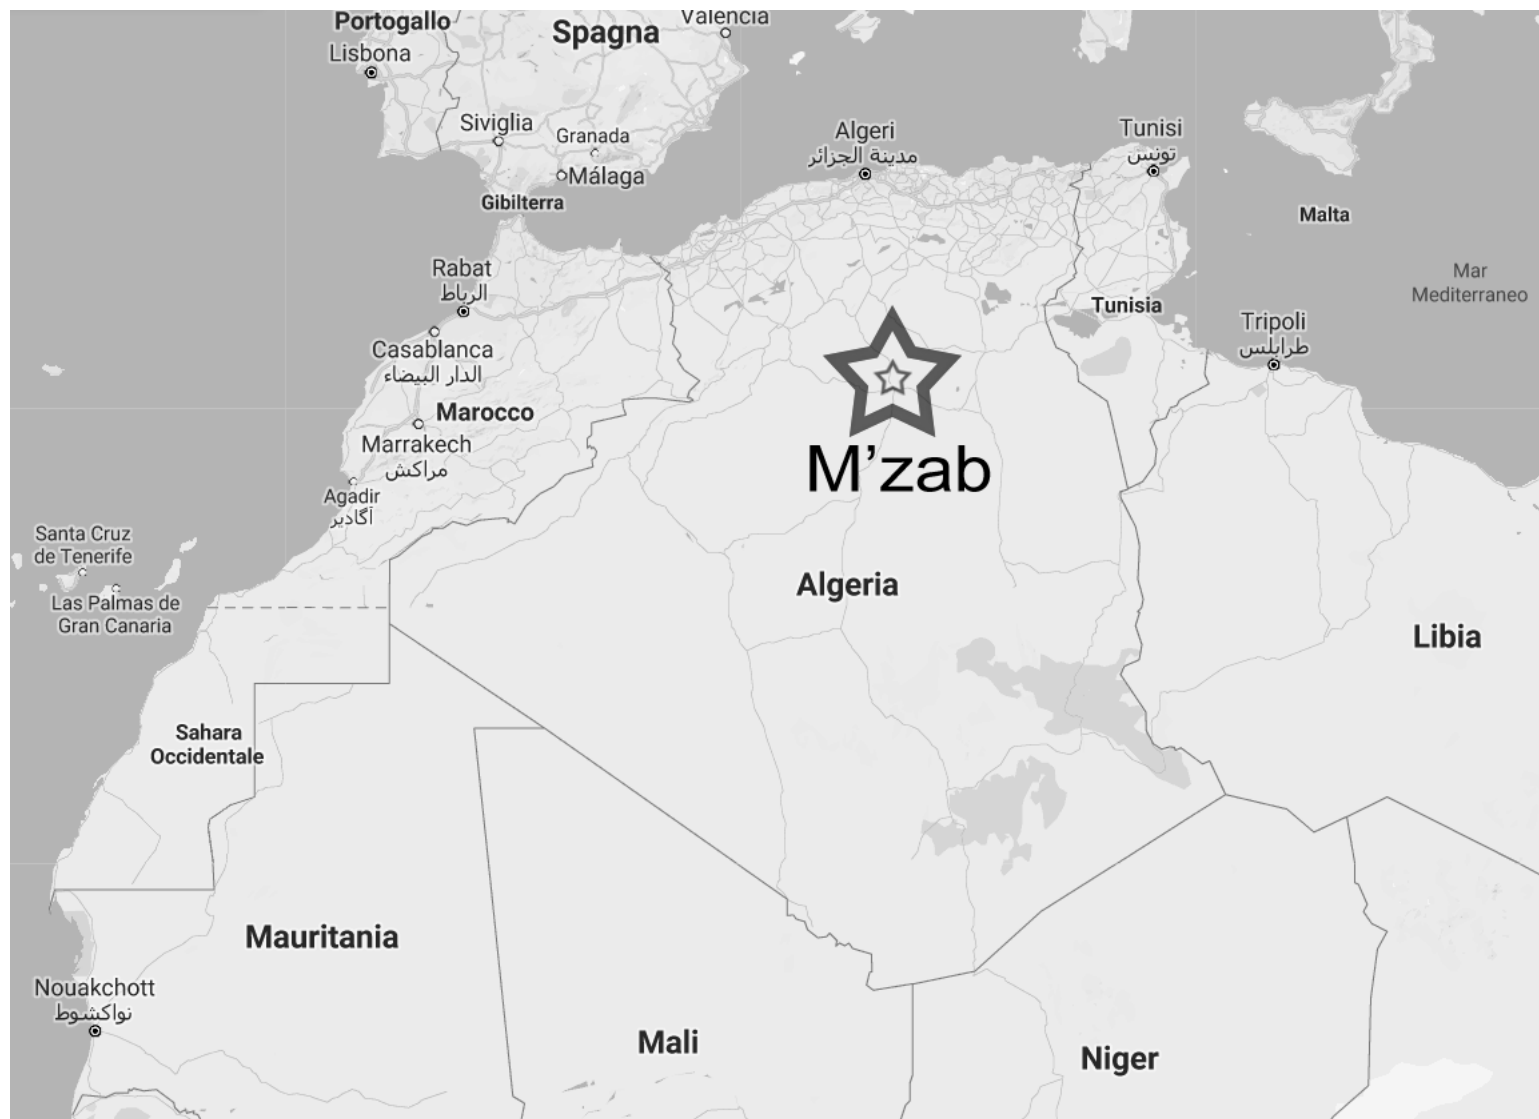 Portogallo
Lisbona
Spagna
Valencia
Siviglia
Granada
Málaga
Gibilterra
Algeri
مدينة الجزائر
Tunisi
تونس
Malta
Mar
Mediterraneo
Rabat
الرباط
Casablanca
الدار البيضاء
Marocco
Marrakech
مراكش
Agadir
أگادير
Tunisia
Tripoli
طرابلس
M'zab
Santa Cruz
de Tenerife
Las Palmas de
Gran Canaria
Algeria
Libia
Sahara
Occidentale
Mauritania
Nouakchott
نواكشوط
Mali
Niger